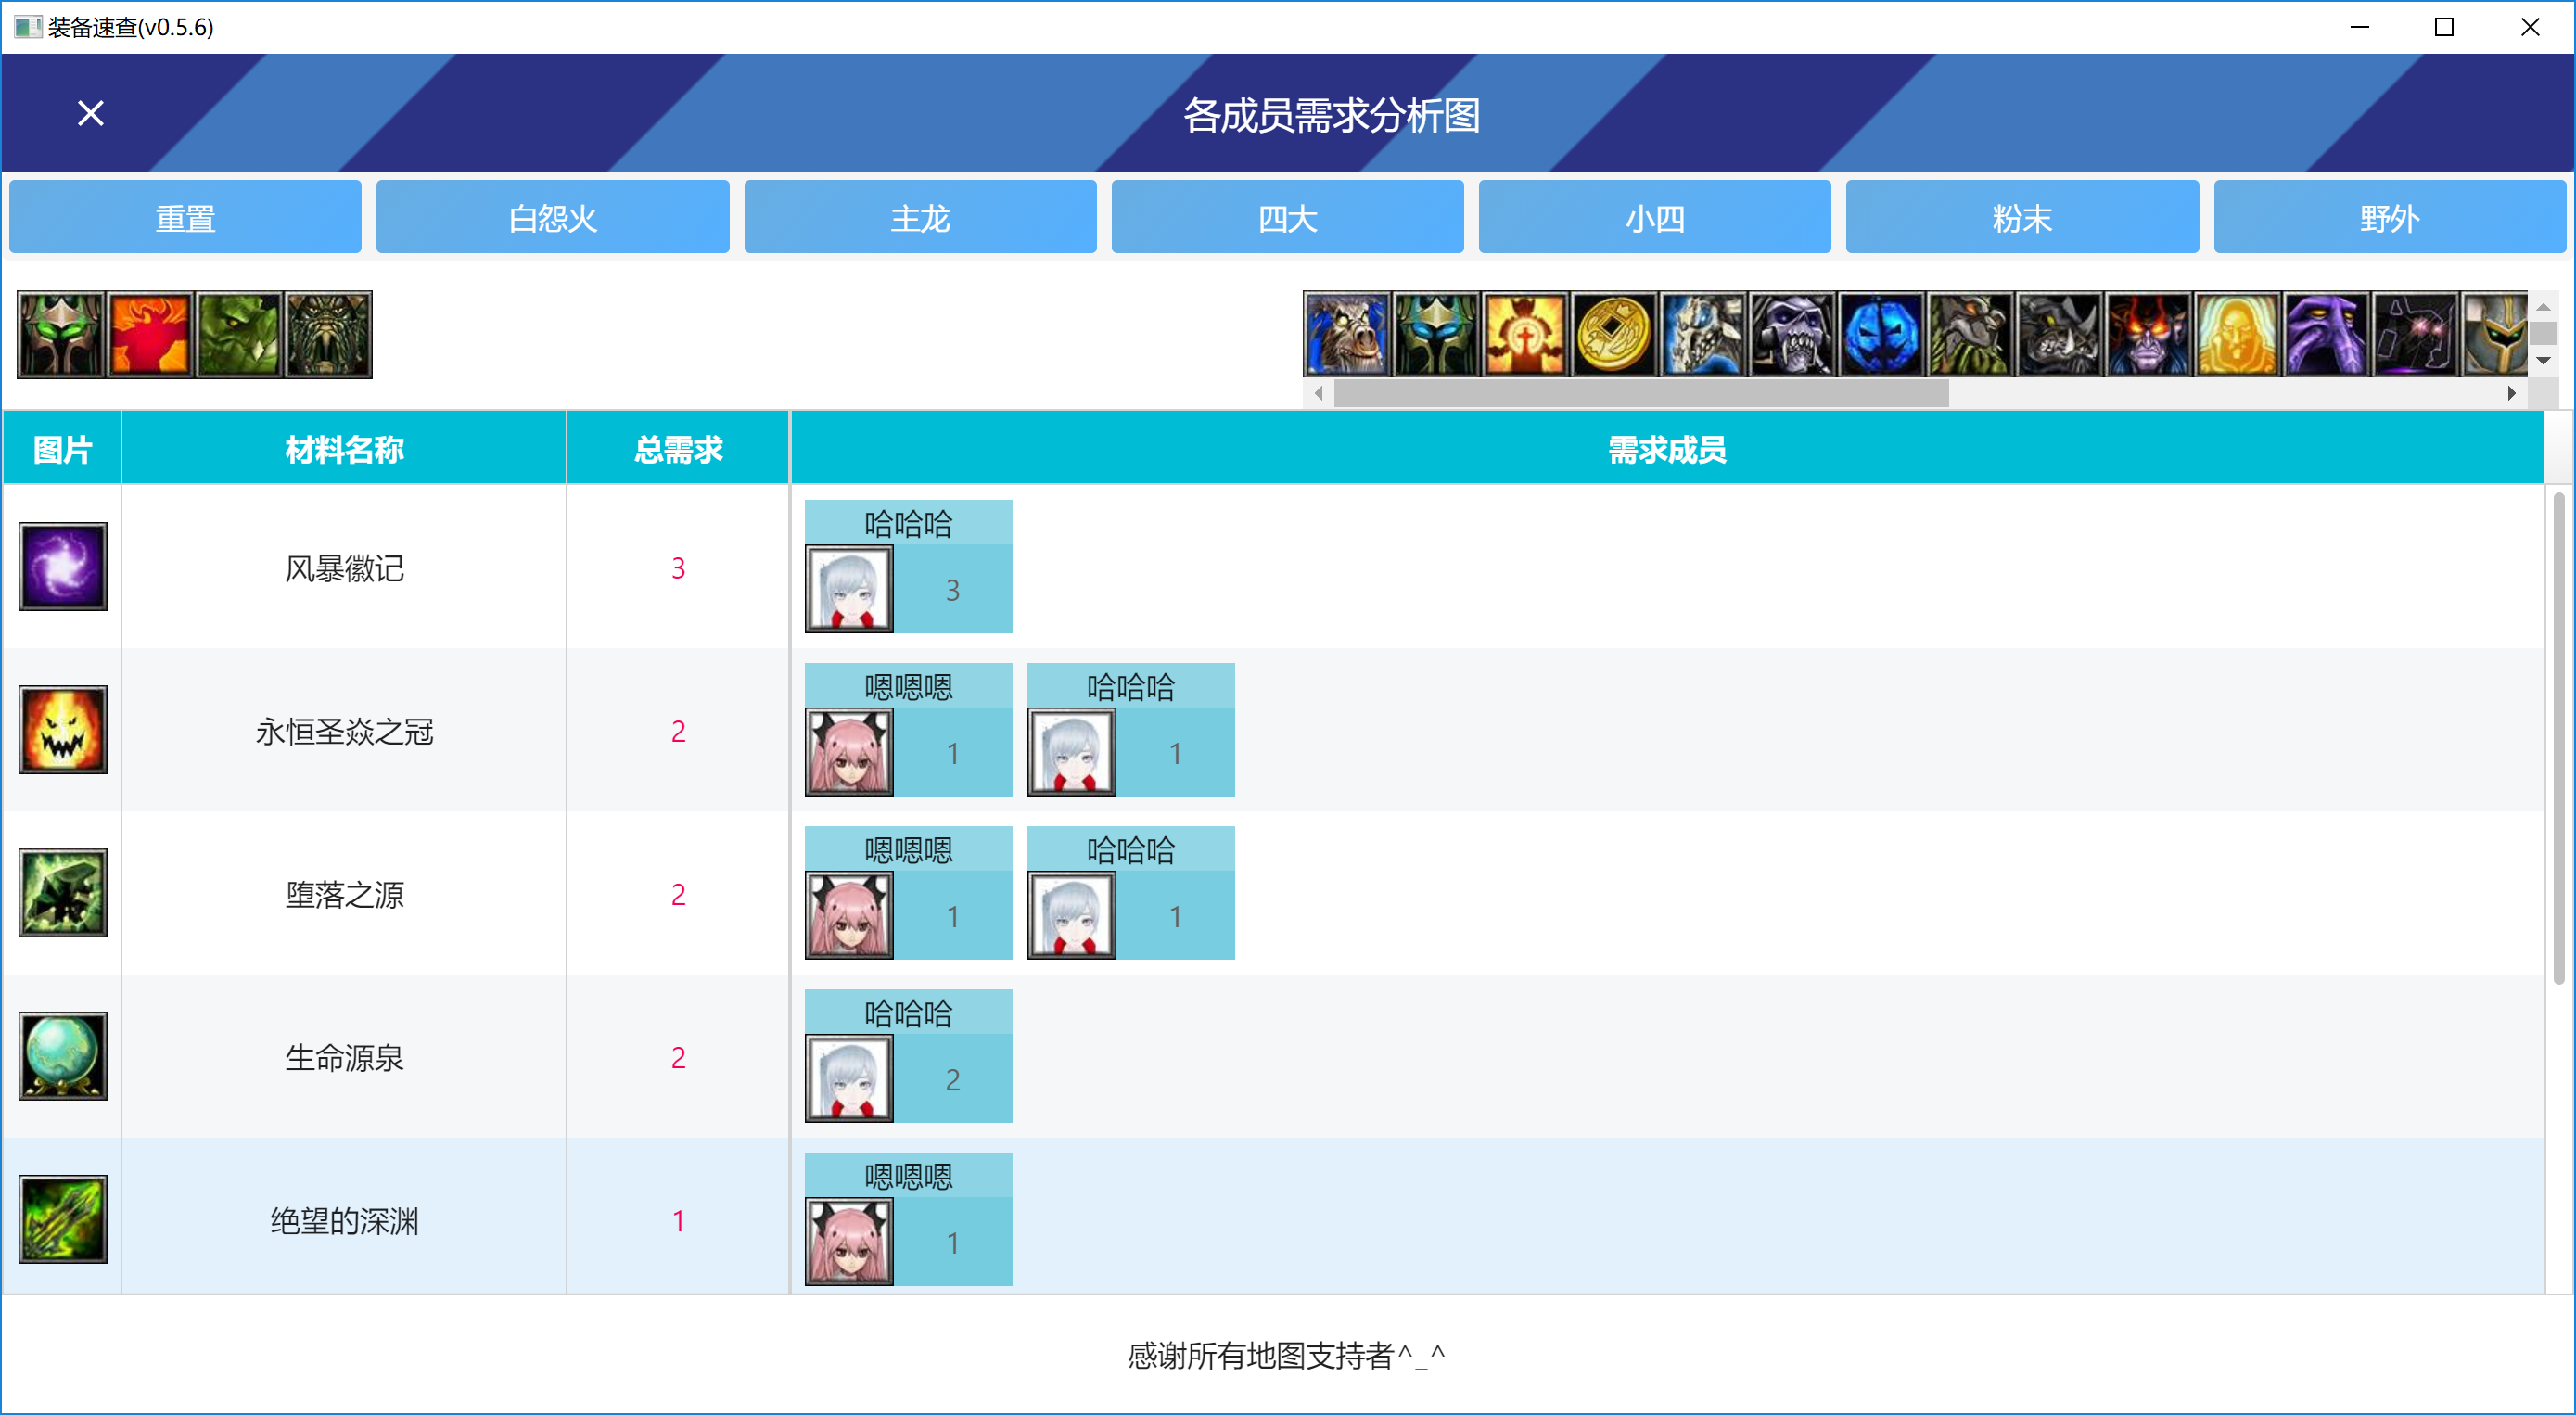 装备速查(v0.5.6)
各成员需求分析图
重置 白怨火 主龙 四大 小四 粉末 野外
图片 材料名称 总需求 需求成员
哈哈哈
风暴徽记 3 3
嗯嗯嗯 哈哈哈
永恒圣焱之冠 2 1 1
嗯嗯嗯 哈哈哈
堕落之源 2 1 1
哈哈哈
生命源泉 2 2
嗯嗯嗯
绝望的深渊 1 1
感谢所有地图支持者^_^